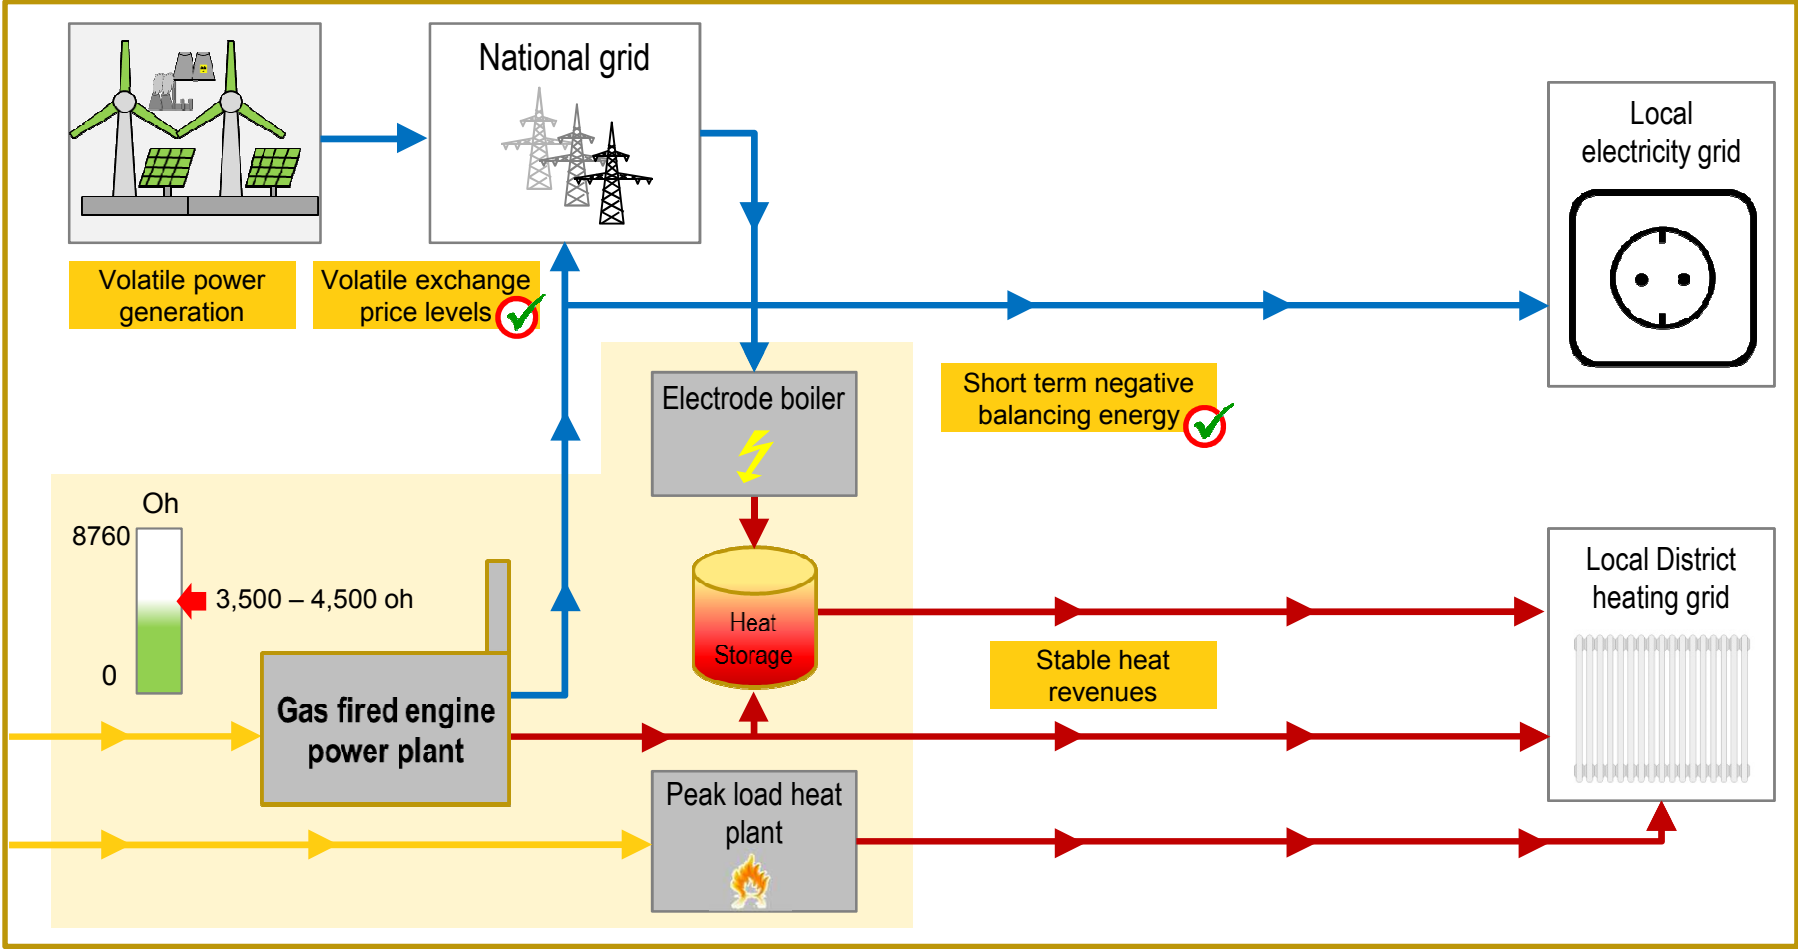 National grid
Local
electricity grid
Volatile power
generation
Volatile exchange
price levels
Short term negative
balancing energy
Electrode boiler
Oh
8760
3,500 – 4,500 oh
0
Heat
Storage
Local District
heating grid
Stable heat
revenues
Gas fired engine
power plant
Peak load heat
plant